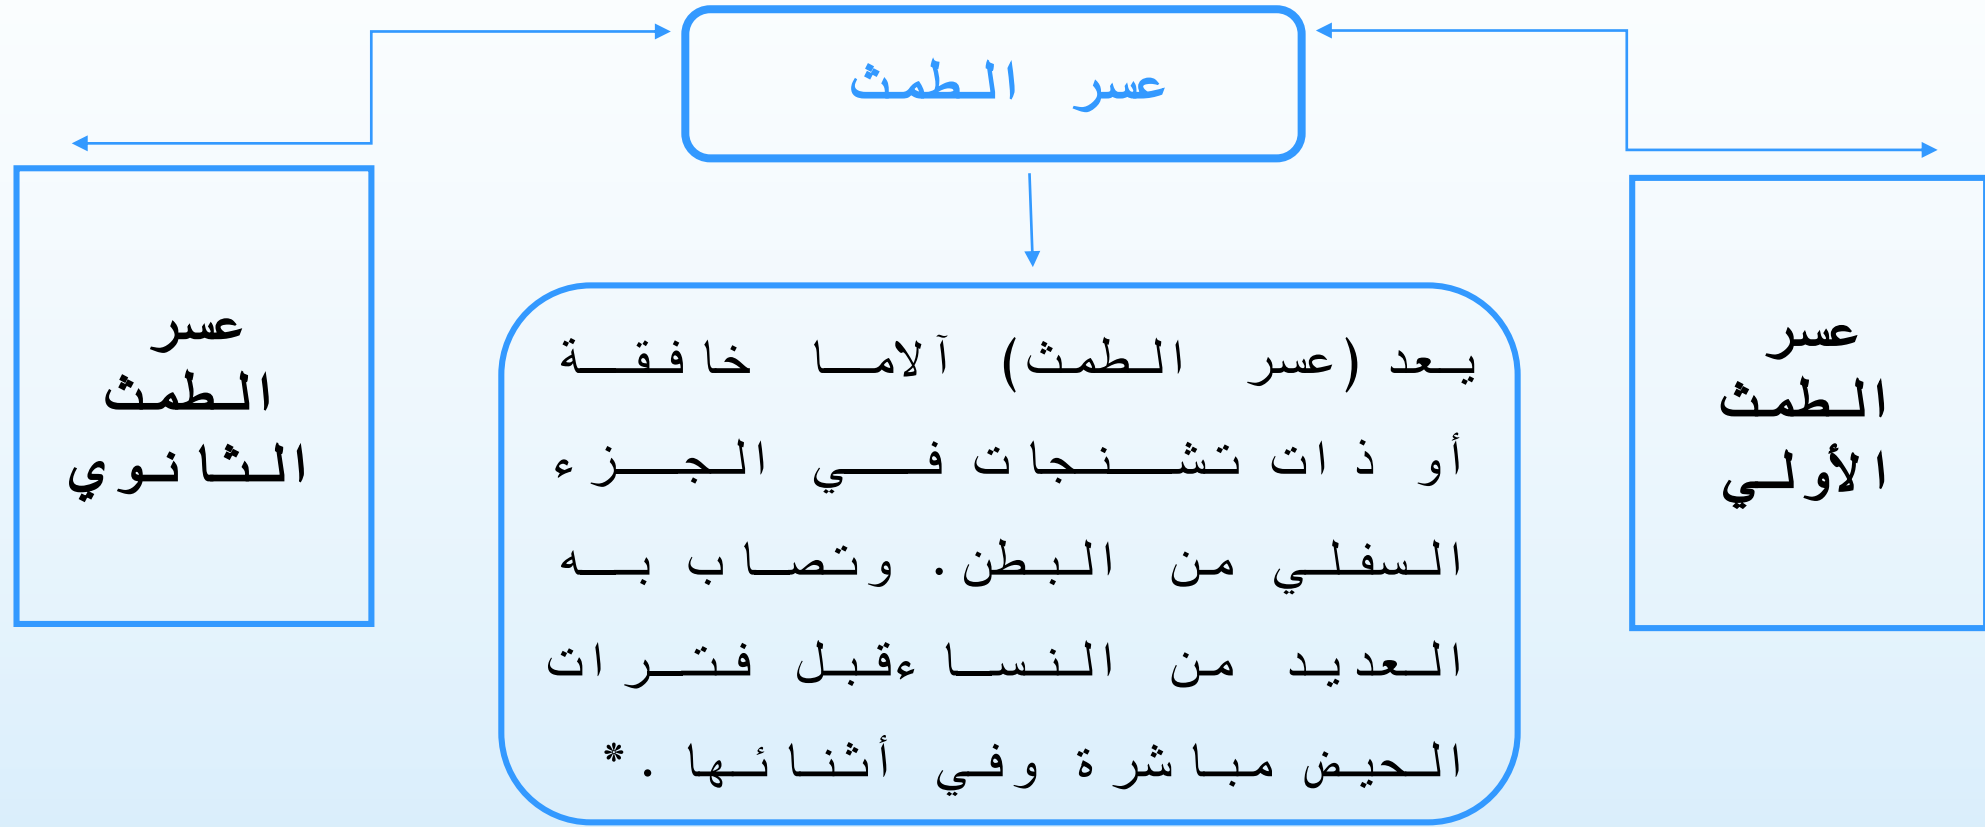 عسر الطمث
عسر
الطمث
الأولي
يعد (عسر الطمث) آلاما خافقة
أو ذات تشنجات في الجزء
السفلي من البطن. وتصاب به
العديد من النساءقبل فترات
الحيض مباشرة وفي أثنائها.*
عسر
الطمث
الثانوي